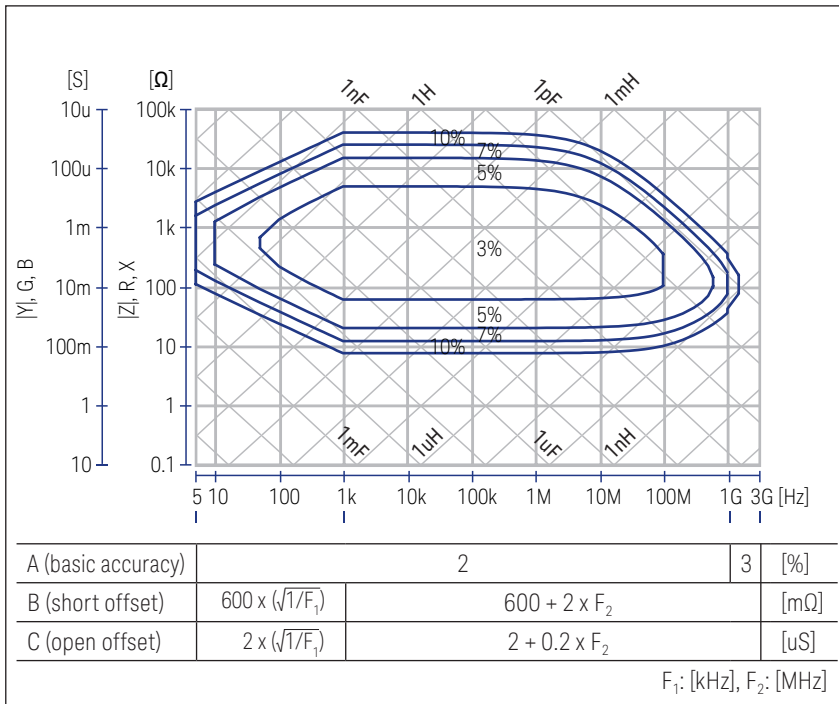 [S] [Ω]
1nF 1H 1pF 1mH
10u 100k
10%
7%
100u 10k
5%
1m 1k
3%
|Y|, G, B |Z|, R, X
10m 100
5%
7%
100m 10
10%
1 1
1mF 1uH 1uF 1nH
10 0.1
5 10 100 1k 10k 100k 1M 10M 100M 1G 3G [Hz]
A (basic accuracy) 2 3 [%]
B (short offset) 600 x (√1/F₁) 600 + 2 x F₂ [mΩ]
C (open offset) 2 x (√1/F₁) 2 + 0.2 x F₂ [uS]
F₁: [kHz], F₂: [MHz]